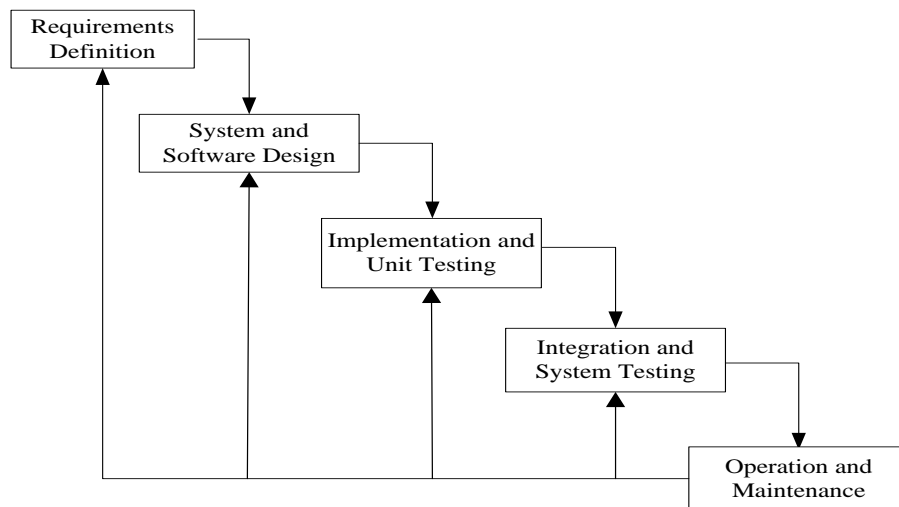 Requirements
Definition
System and
Software Design
Implementation and
Unit Testing
Integration and
System Testing
Operation and
Maintenance